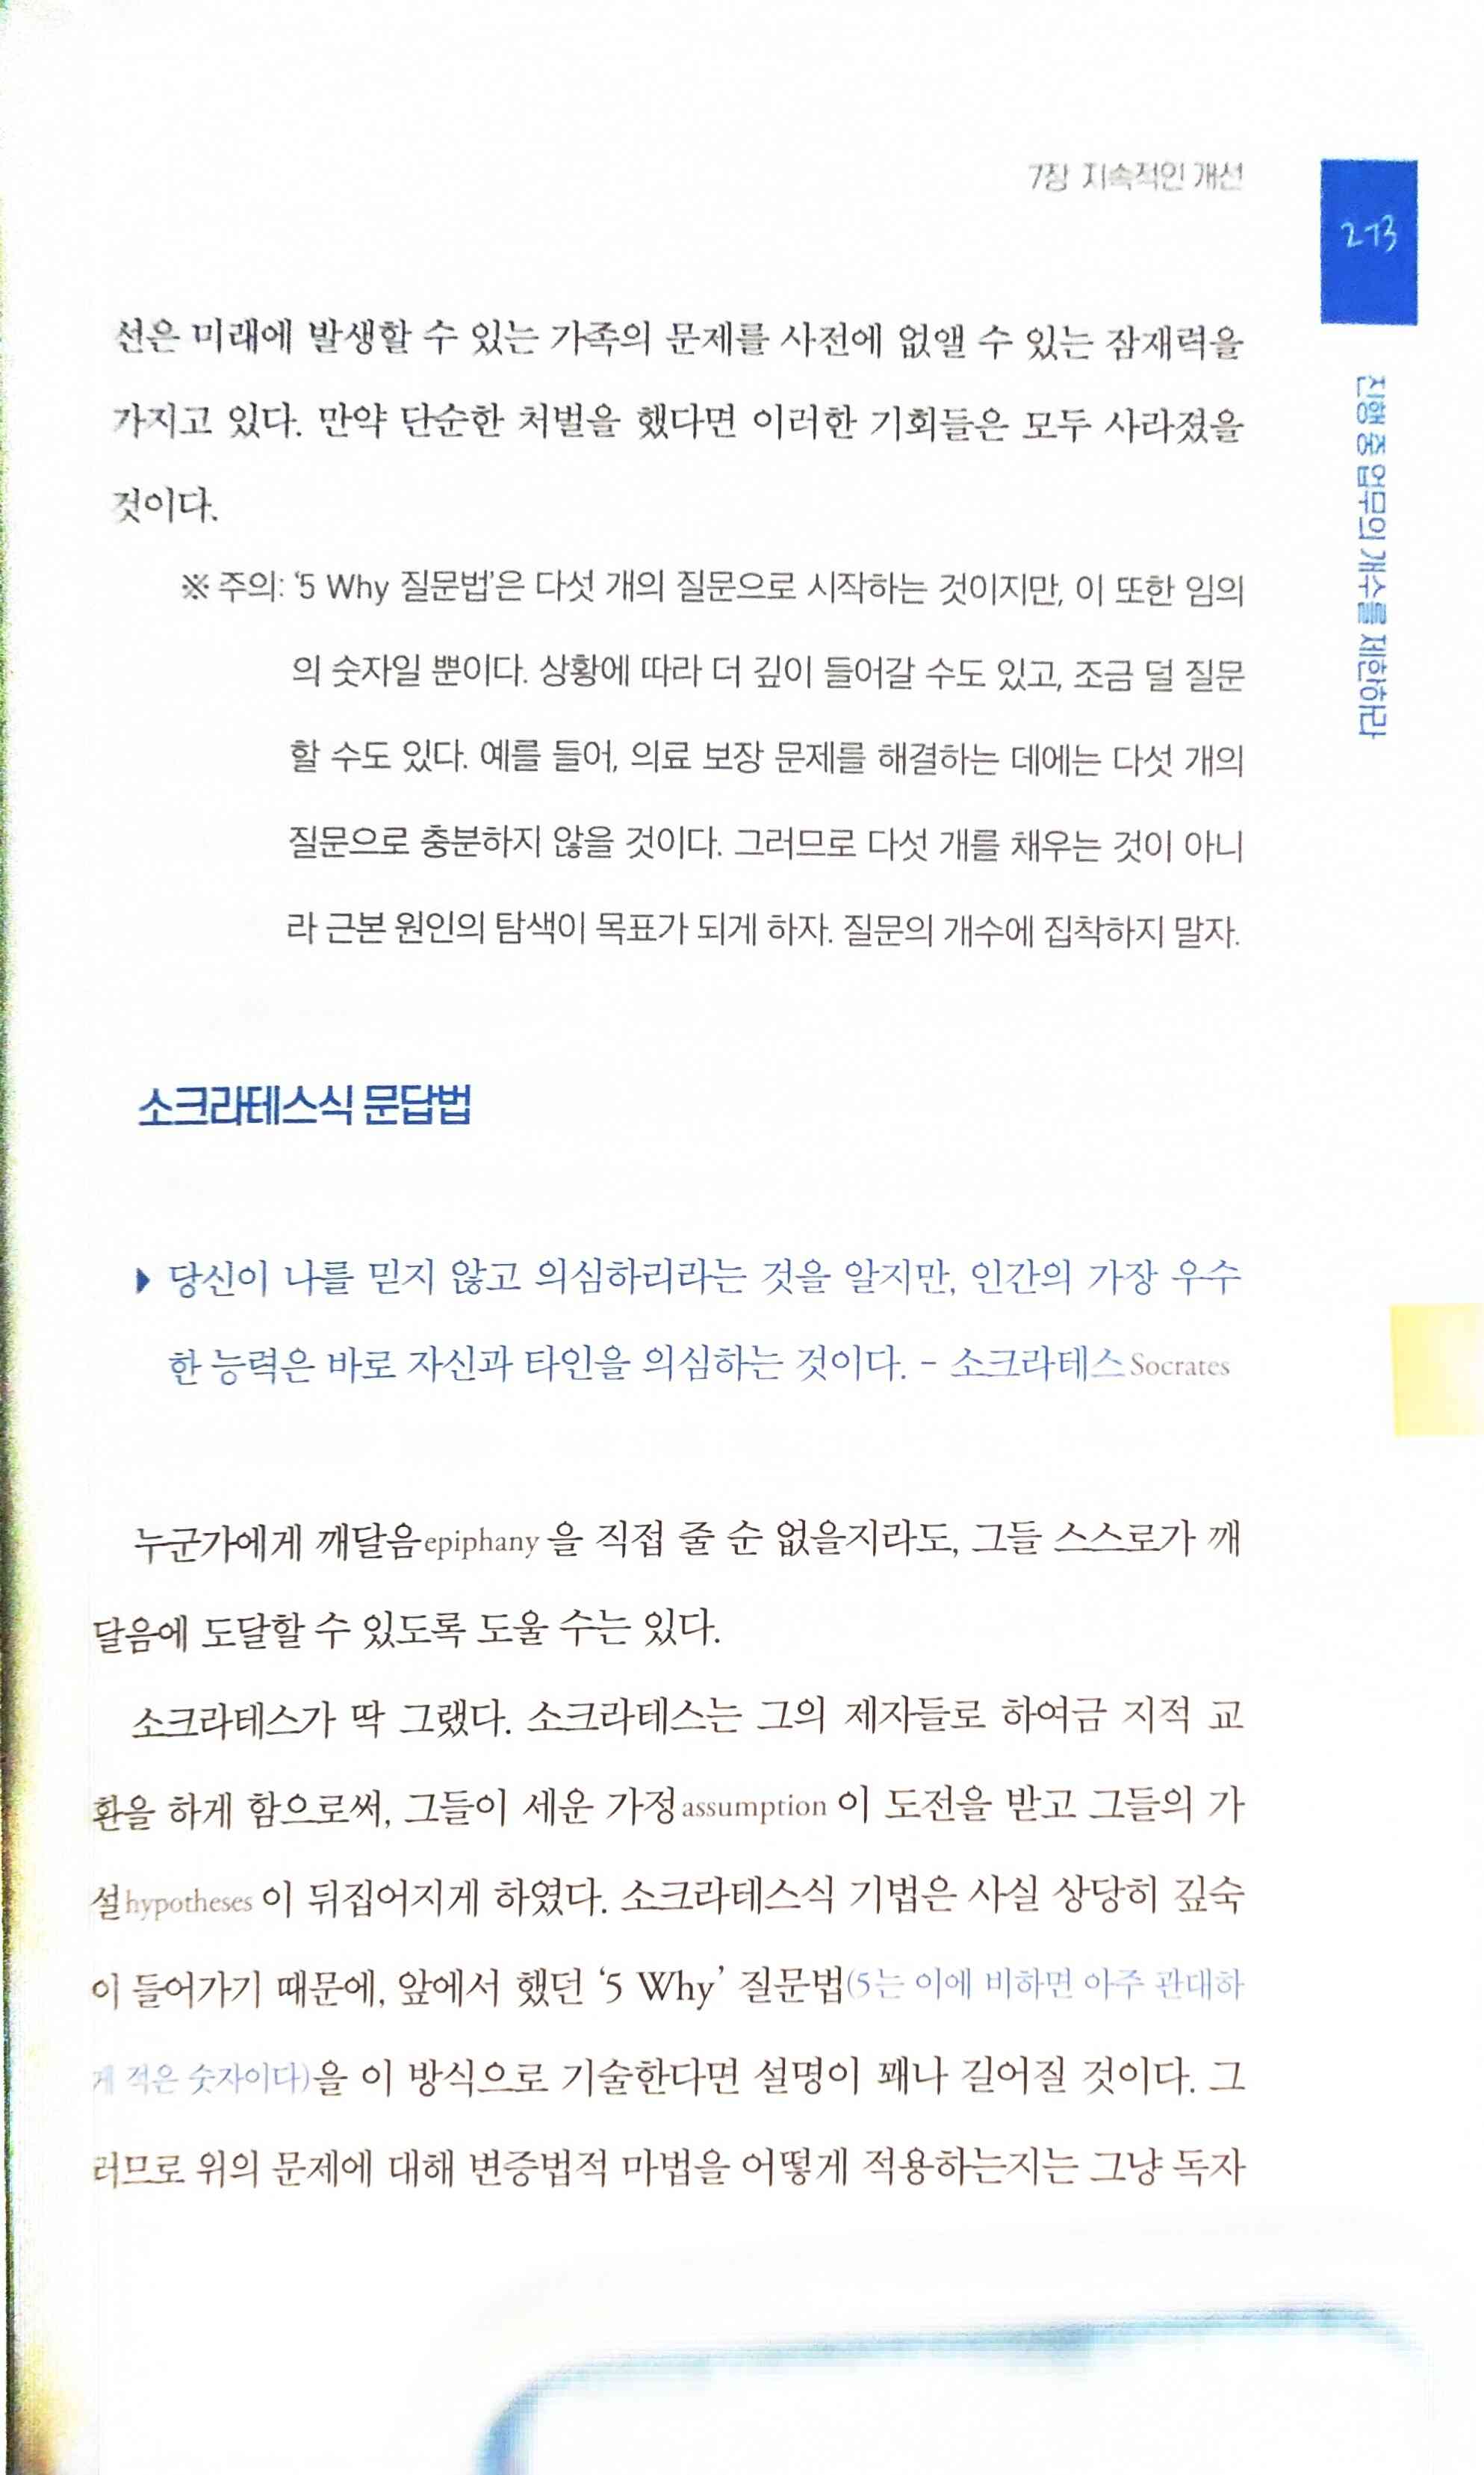 7장 지속적인 개선
273
진행 중 업무의 개수를 제한하라
선은 미래에 발생할 수 있는 가족의 문제를 사전에 없앨 수 있는 잠재력을
가지고 있다. 만약 단순한 처벌을 했다면 이러한 기회들은 모두 사라졌을
것이다.
※ 주의: '5 Why 질문법'은 다섯 개의 질문으로 시작하는 것이지만, 이 또한 임의
의 숫자일 뿐이다. 상황에 따라 더 깊이 들어갈 수도 있고, 조금 덜 질문
할 수도 있다. 예를 들어, 의료 보장 문제를 해결하는 데에는 다섯 개의
질문으로 충분하지 않을 것이다. 그러므로 다섯 개를 채우는 것이 아니
라 근본 원인의 탐색이 목표가 되게 하자. 질문의 개수에 집착하지 말자.
소크라테스식 문답법
▶ 당신이 나를 믿지 않고 의심하리라는 것을 알지만, 인간의 가장 우수
한 능력은 바로 자신과 타인을 의심하는 것이다. – 소크라테스 Socrates
누군가에게 깨달음epiphany을 직접 줄 순 없을지라도, 그들 스스로가 깨
달음에 도달할 수 있도록 도울 수는 있다.
소크라테스가 딱 그랬다. 소크라테스는 그의 제자들로 하여금 지적 교
환을 하게 함으로써, 그들이 세운 가정assumption이 도전을 받고 그들의 가
설hypotheses이 뒤집어지게 하였다. 소크라테스식 기법은 사실 상당히 깊숙
이 들어가기 때문에, 앞에서 했던 '5 Why' 질문법(5는 이에 비하면 아주 관대하
게 적은 숫자이다)을 이 방식으로 기술한다면 설명이 꽤나 길어질 것이다. 그
러므로 위의 문제에 대해 변증법적 마법을 어떻게 적용하는지는 그냥 독자